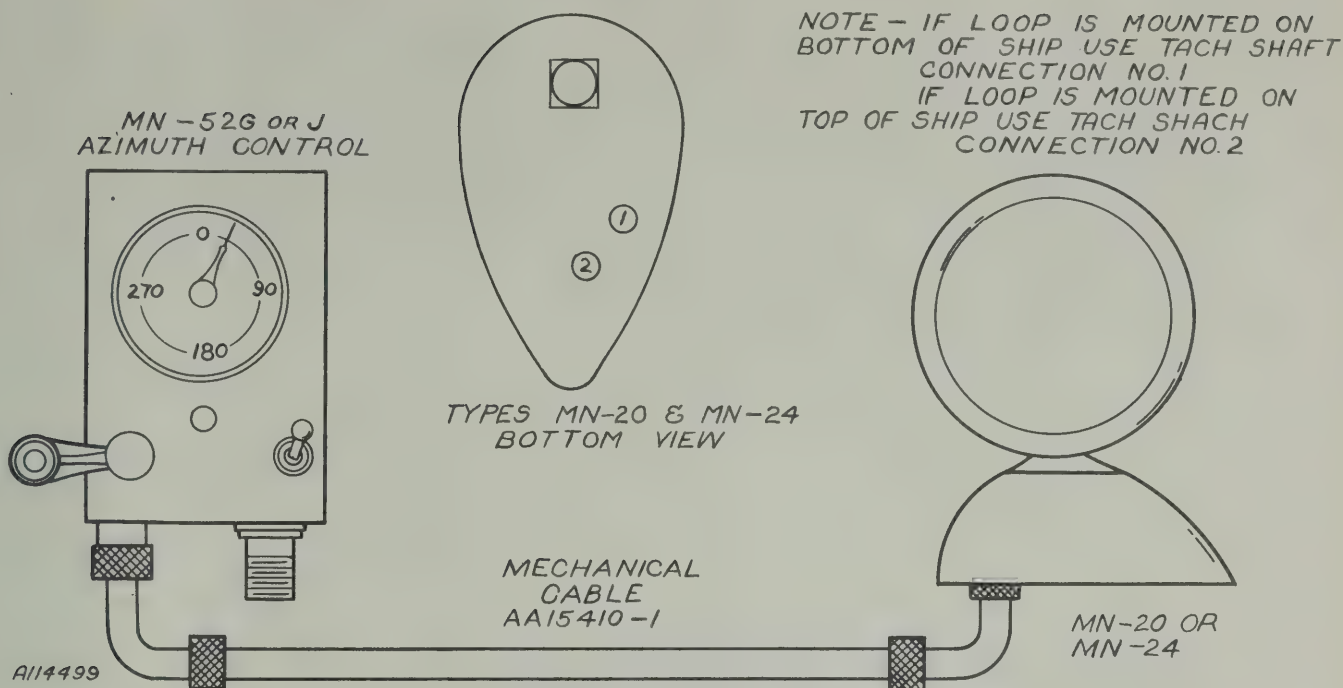 NOTE - IF LOOP IS MOUNTED ON
BOTTOM OF SHIP USE TACH SHAFT
CONNECTION NO. 1
IF LOOP IS MOUNTED ON
TOP OF SHIP USE TACH SHACH
CONNECTION NO. 2
MN-52G OR J
AZIMUTH CONTROL
0
270
90
180
1
2
TYPES MN-20 & MN-24
BOTTOM VIEW
MECHANICAL
CABLE
AA15410-1
MN-20 OR
MN-24
A114499